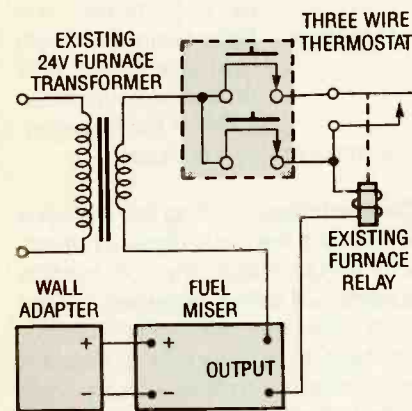 EXISTING
24V FURNACE
TRANSFORMER
THREE WIRE
THERMOSTAT
EXISTING
FURNACE
RELAY
WALL
ADAPTER
FUEL
MISER
+
+
OUTPUT
−
−